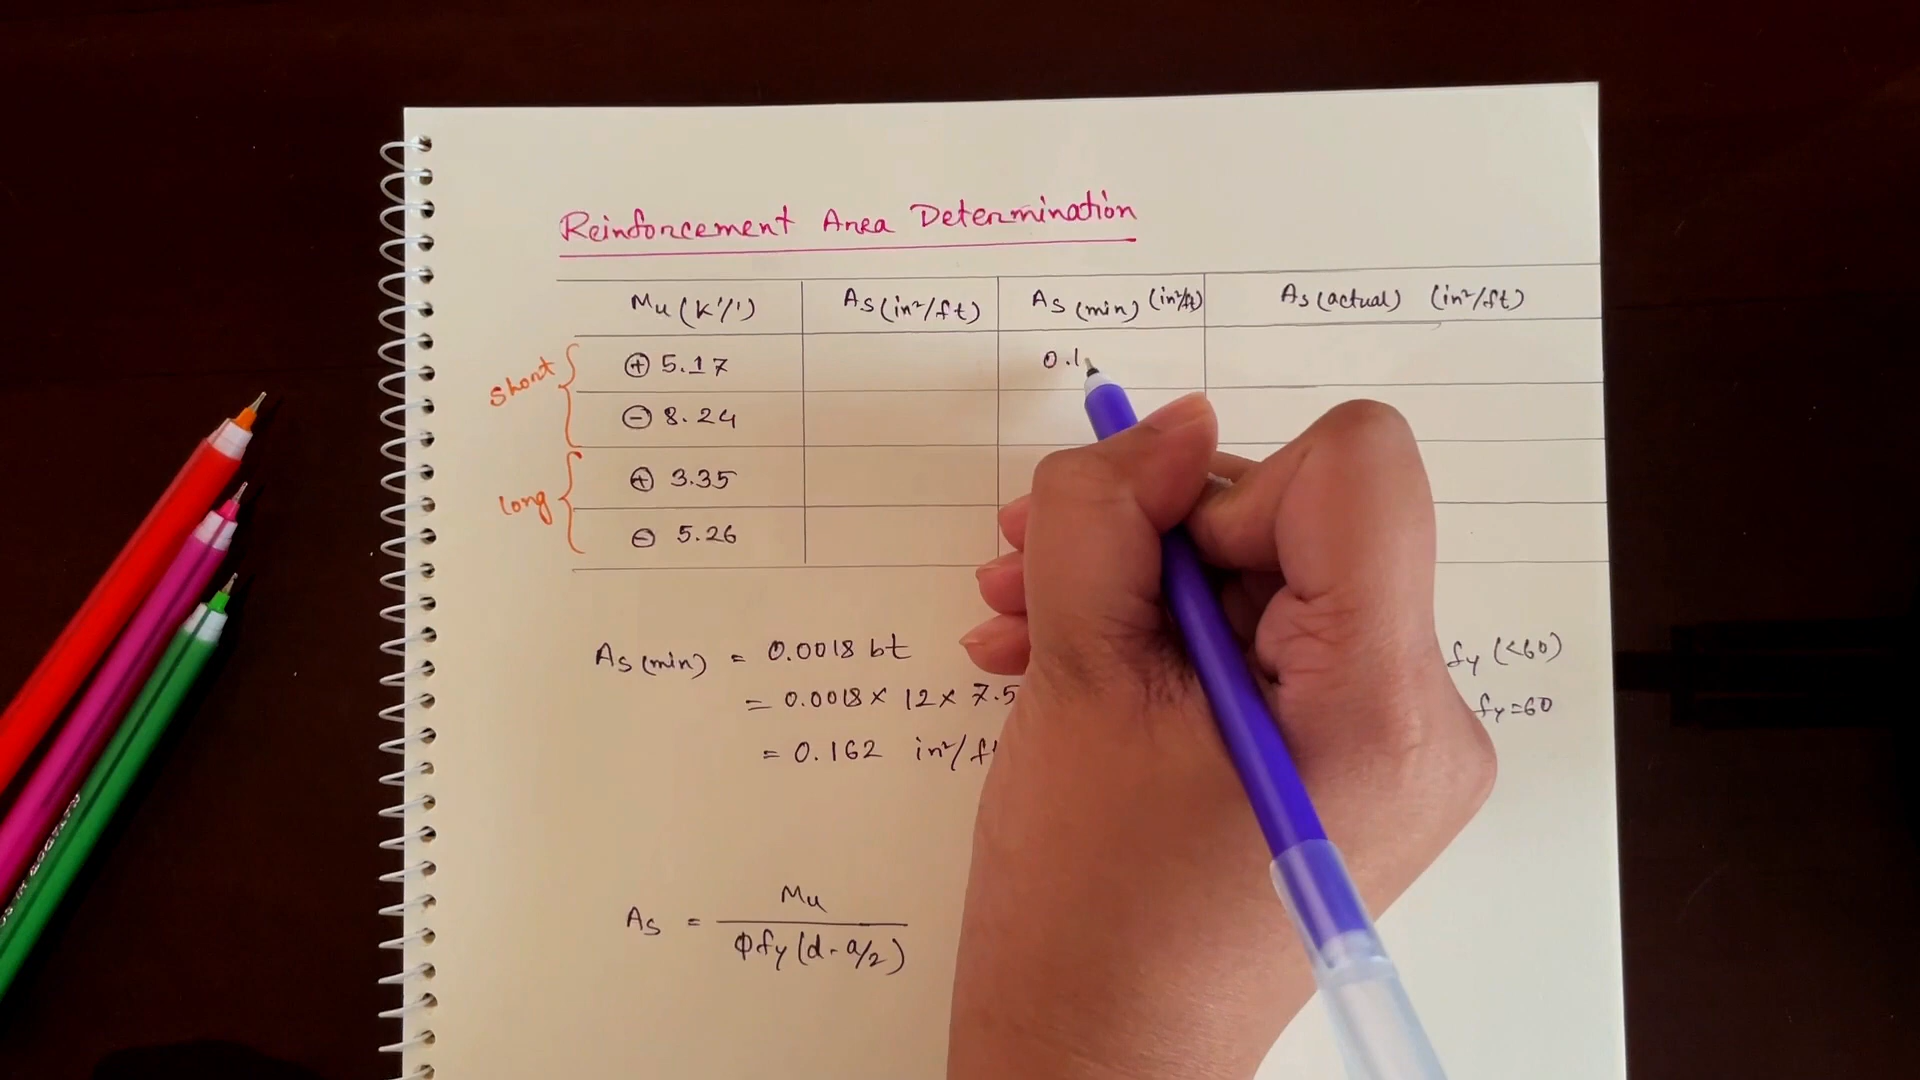 Reinforcement Area Determination
Mu (k'/') As (in²/ft) As (min) (in²/ft) As (actual) (in²/ft)
short ⊕ 5.17 0.1
⊖ 8.24
long ⊕ 3.35
⊖ 5.26
As (min) = 0.0018 bt fy (<60)
= 0.0018 × 12 × 7.5 fy=60
= 0.162 in²/f
As = Mu
φfy (d-a/2)